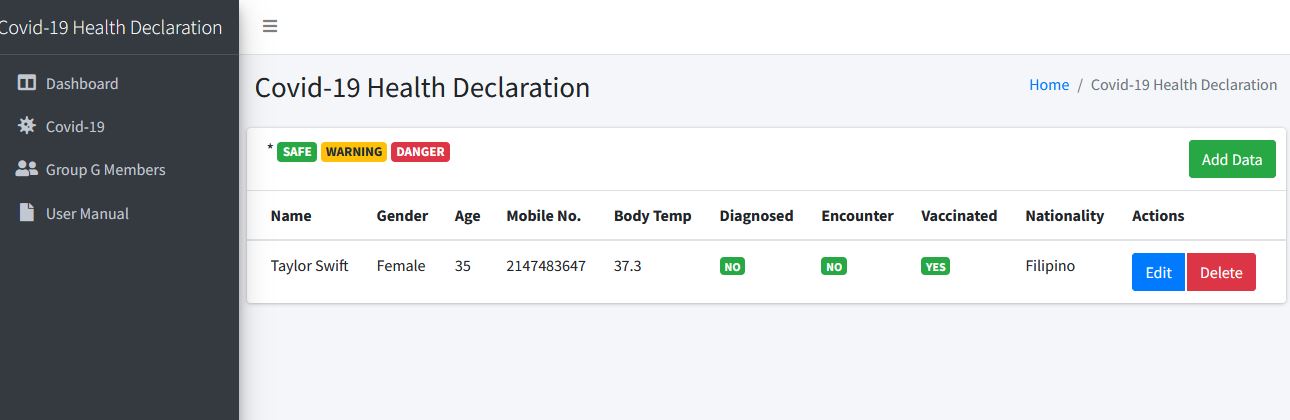 Covid-19 Health Declaration
Dashboard
Covid-19
Group G Members
User Manual
Covid-19 Health Declaration
Home / Covid-19 Health Declaration
* SAFE WARNING DANGER
Add Data
Name Gender Age Mobile No. Body Temp Diagnosed Encounter Vaccinated Nationality Actions
Taylor Swift Female 35 2147483647 37.3 NO NO YES Filipino Edit Delete